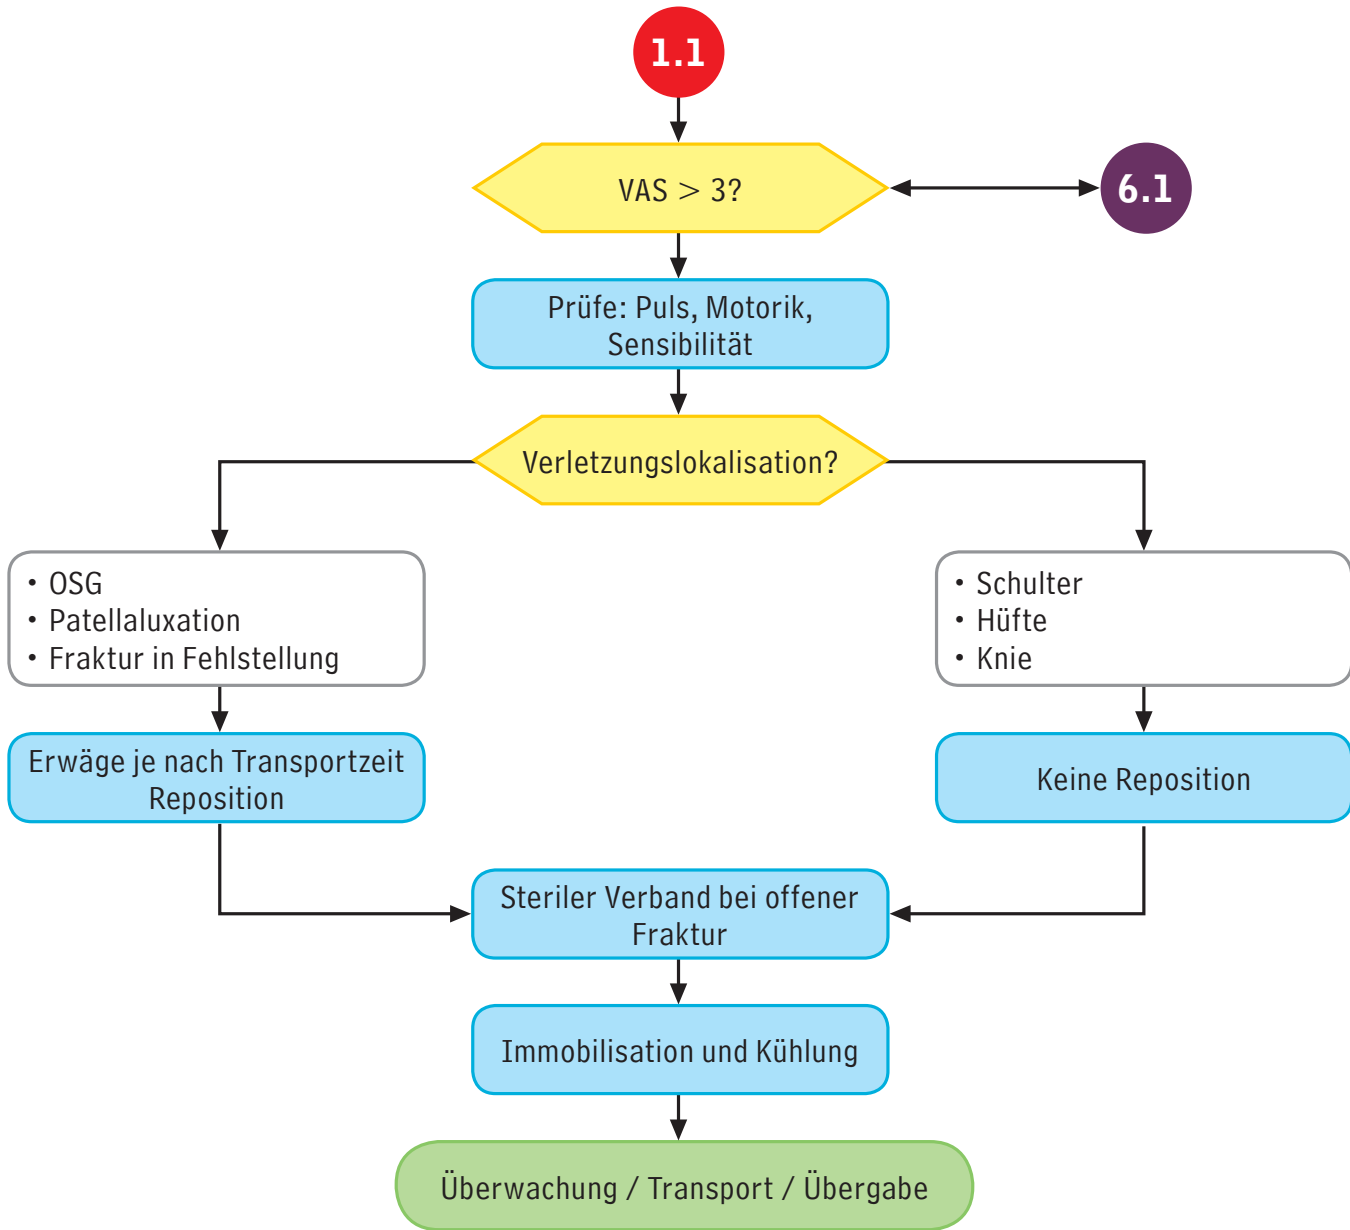 1.1
VAS > 3?
6.1
Prüfe: Puls, Motorik,
Sensibilität
Verletzungslokalisation?
• OSG
• Patellaluxation
• Fraktur in Fehlstellung
• Schulter
• Hüfte
• Knie
Erwäge je nach Transportzeit
Reposition
Keine Reposition
Steriler Verband bei offener
Fraktur
Immobilisation und Kühlung
Überwachung / Transport / Übergabe